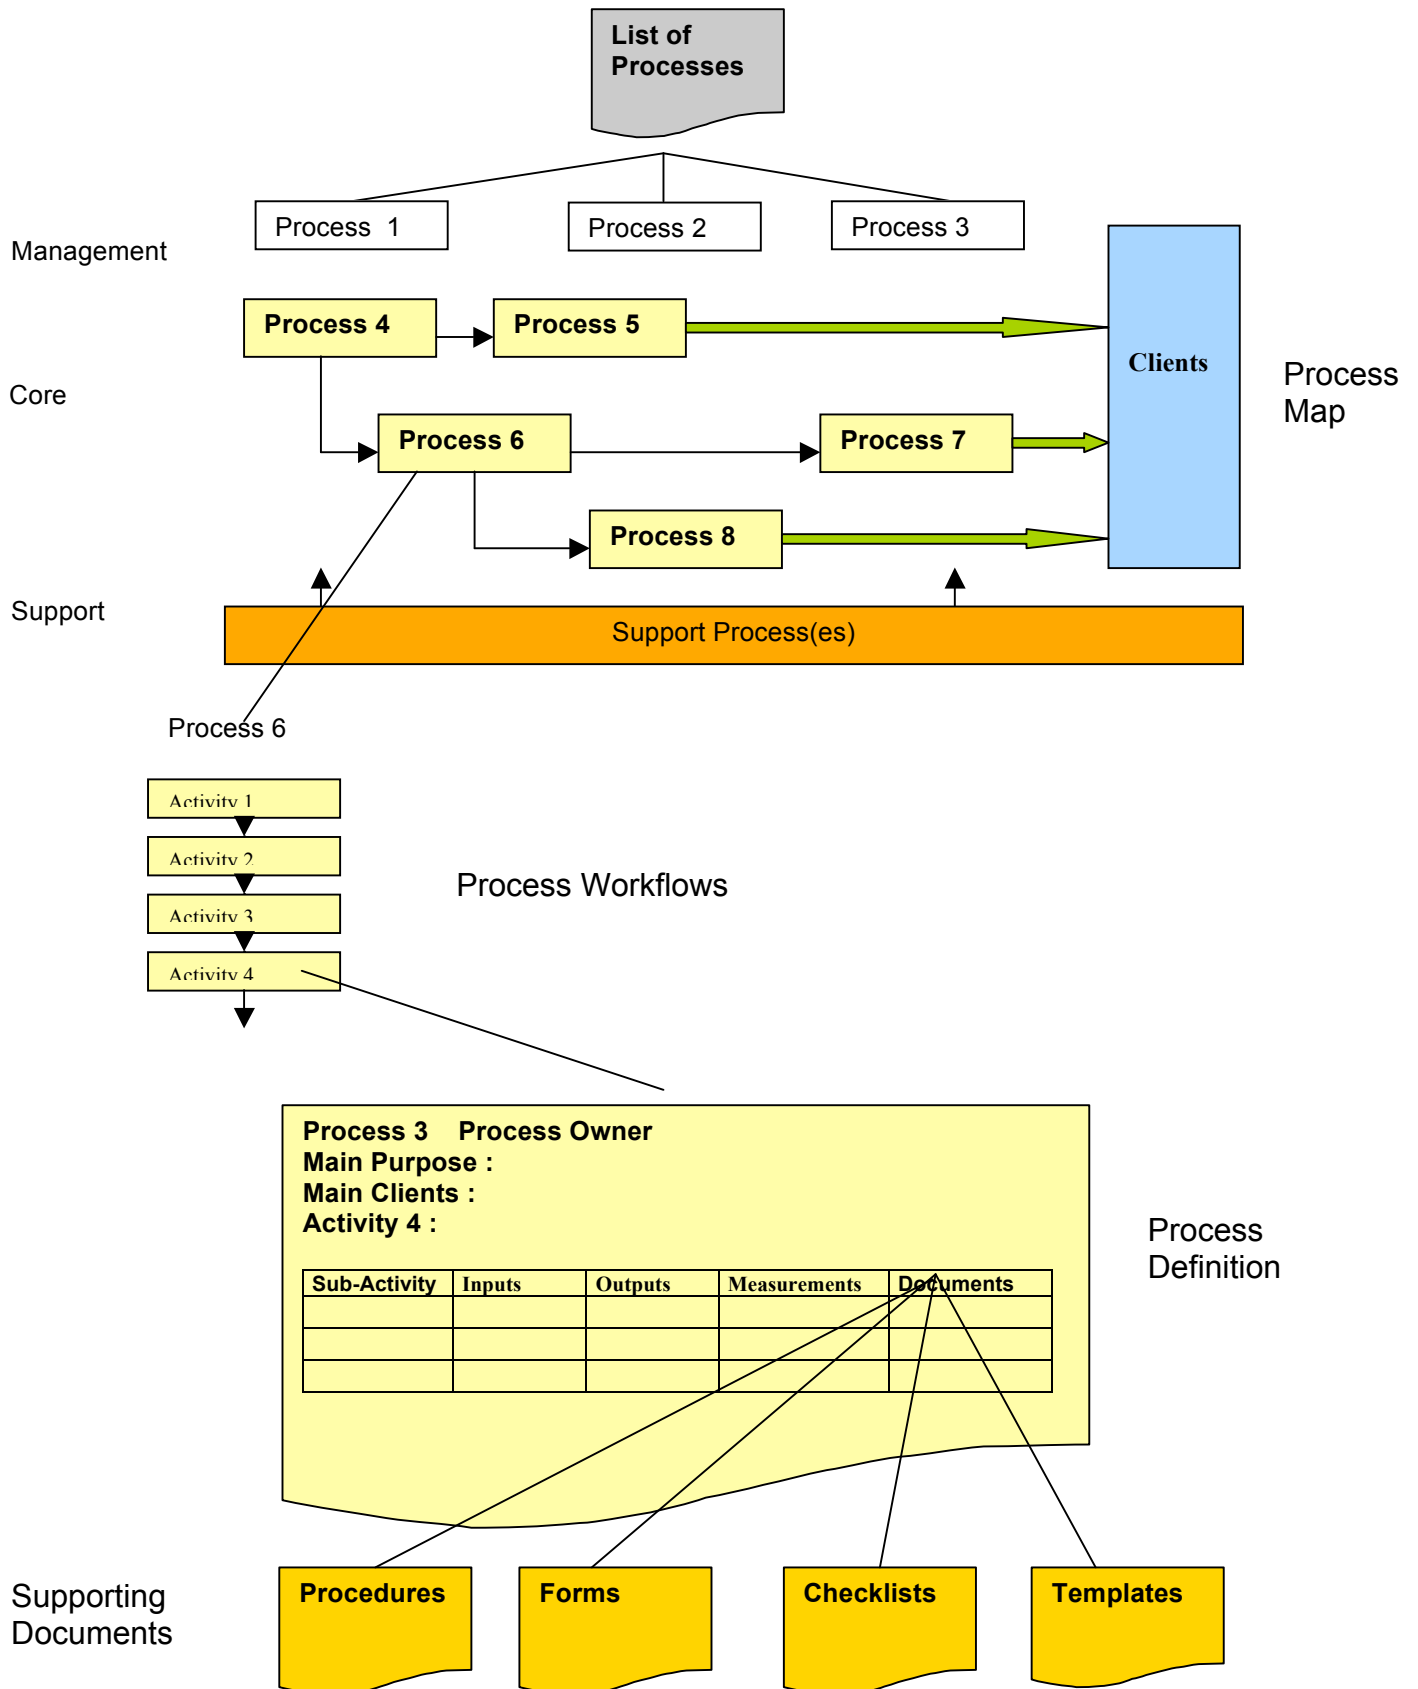 List of
Processes
Process  1
Process 2
Process 3
Management
Process 4
Process 5
Clients
Process
Map
Core
Process 6
Process 7
Process 8
Support
Support Process(es)
Process 6
Activity 1
Activity 2
Activity 3
Activity 4
Process Workflows
Process 3    Process Owner
Main Purpose :
Main Clients :
Activity 4 :
Process
Definition
Sub-Activity Inputs Outputs Measurements Documents
Supporting
Documents
Procedures
Forms
Checklists
Templates